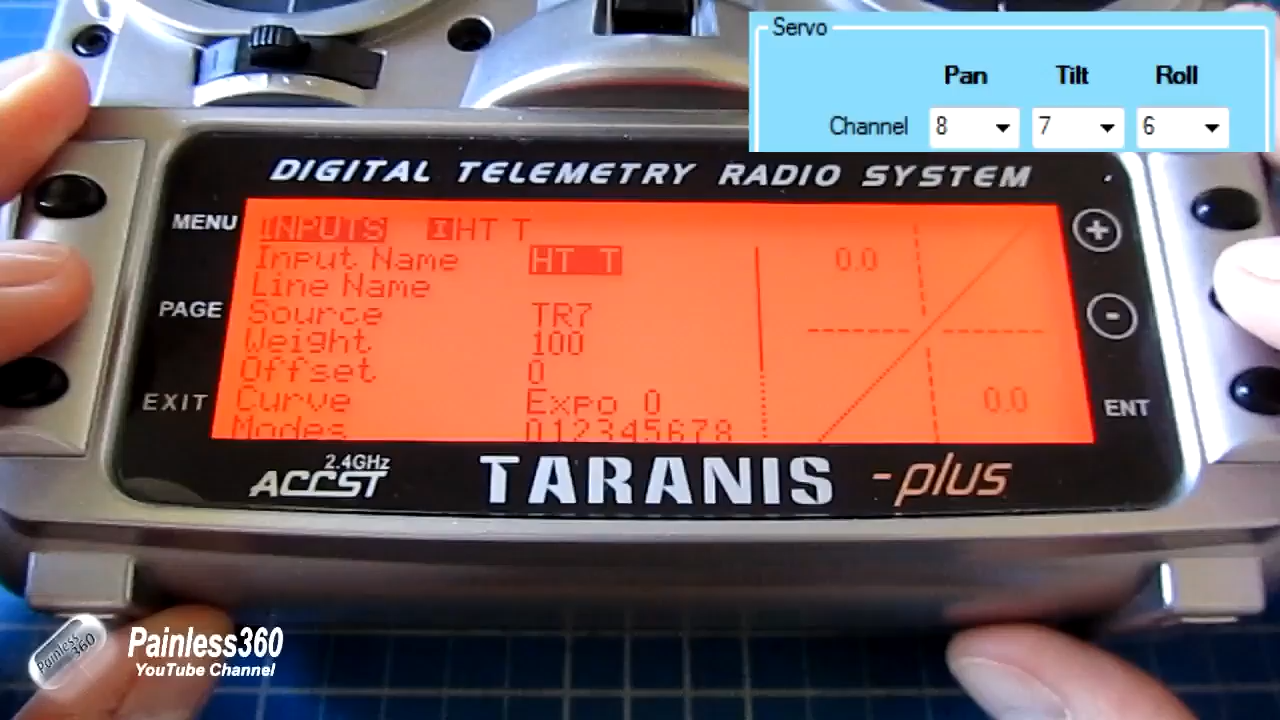 Servo
Pan Tilt Roll
Channel 8 7 6
DIGITAL TELEMETRY RADIO SYSTEM
MENU
PAGE
EXIT
INPUTS I HT T
Input Name HT T 0.0
Line Name
Source TR7
Weight 100
Offset 0
Curve Expo 0 0.0
Modes 012345678
+
-
ENT
2.4GHz
ACCST TARANIS -plus
Painless360
Painless360
YouTube Channel